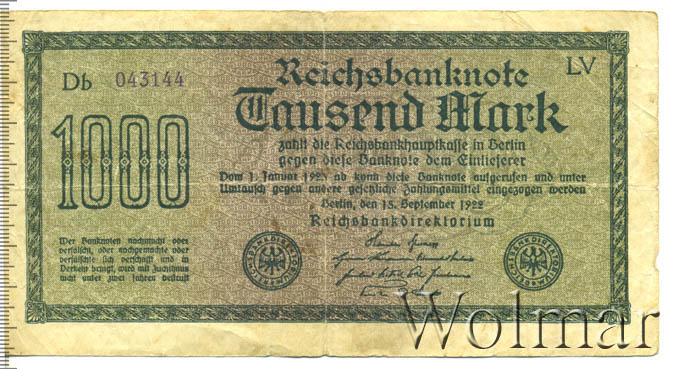 Db 043144
LV
Reichsbanknote
Tausend Mark
1000
zahlt die Reichsbankhauptkasse in Berlin
gegen diese Banknote dem Einlieferer
Vom 1. Januar 1923 ab kann diese Banknote aufgerufen und unter
Umtausch gegen andere gesetzliche Zahlungsmittel eingezogen werden
Berlin, den 15. September 1922
Reichsbankdirektorium
Wer Banknoten nachmacht oder
verfälscht, oder nachgemachte oder
verfälschte sich verschafft und in
Verkehr bringt, wird mit Zuchthaus
nicht unter zwei Jahren bestraft
Wolmar